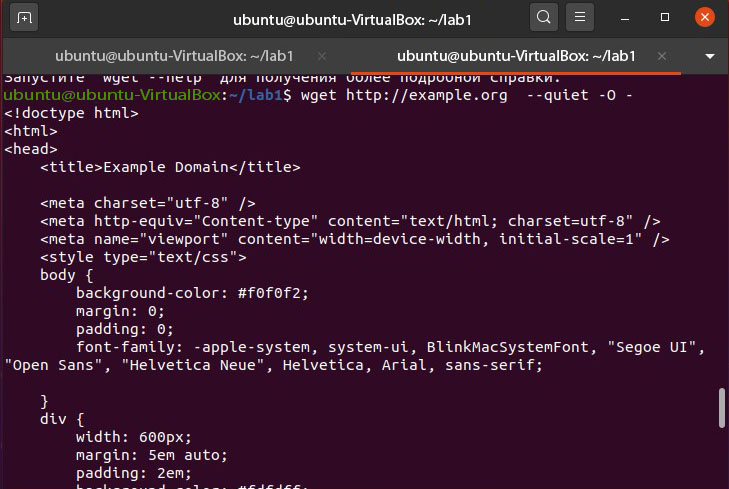 ubuntu@ubuntu-VirtualBox: ~/lab1
ubuntu@ubuntu-VirtualBox: ~/lab1
ubuntu@ubuntu-VirtualBox: ~/lab1
Запустите "wget --help" для получения более подробной справки.
ubuntu@ubuntu-VirtualBox:~/lab1$ wget http://example.org  --quiet -O -
<!doctype html>
<html>
<head>
    <title>Example Domain</title>
    <meta charset="utf-8" />
    <meta http-equiv="Content-type" content="text/html; charset=utf-8" />
    <meta name="viewport" content="width=device-width, initial-scale=1" />
    <style type="text/css">
    body {
        background-color: #f0f0f2;
        margin: 0;
        padding: 0;
        font-family: -apple-system, system-ui, BlinkMacSystemFont, "Segoe UI",
"Open Sans", "Helvetica Neue", Helvetica, Arial, sans-serif;
    }
    div {
        width: 600px;
        margin: 5em auto;
        padding: 2em;
        background-color: #fdfdff;